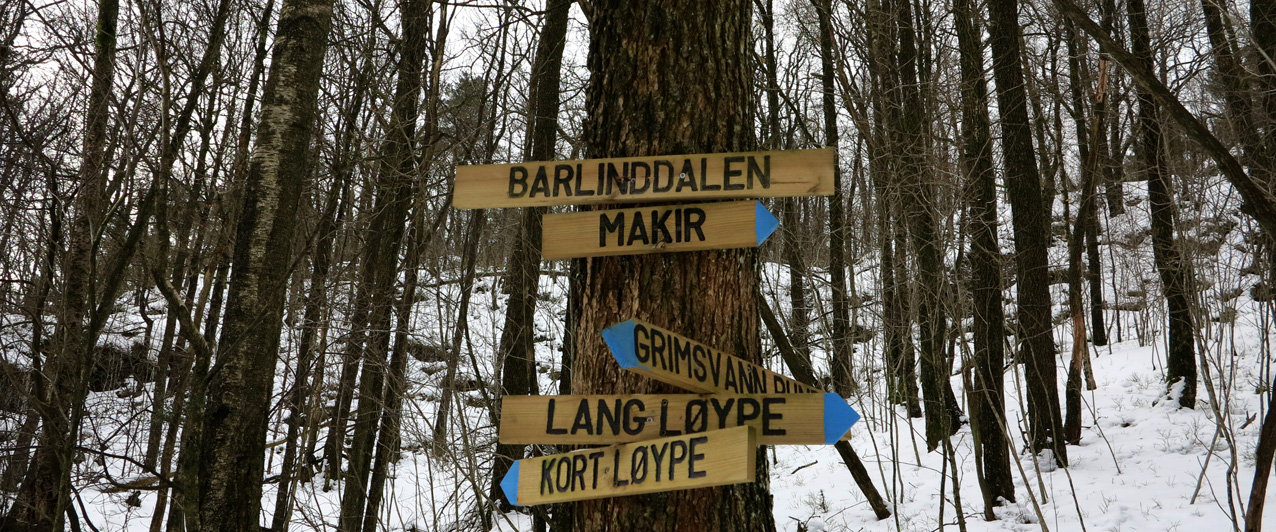 BARLINDDALEN
MAKIR
GRIMSVANN
LANG LØYPE
KORT LØYPE